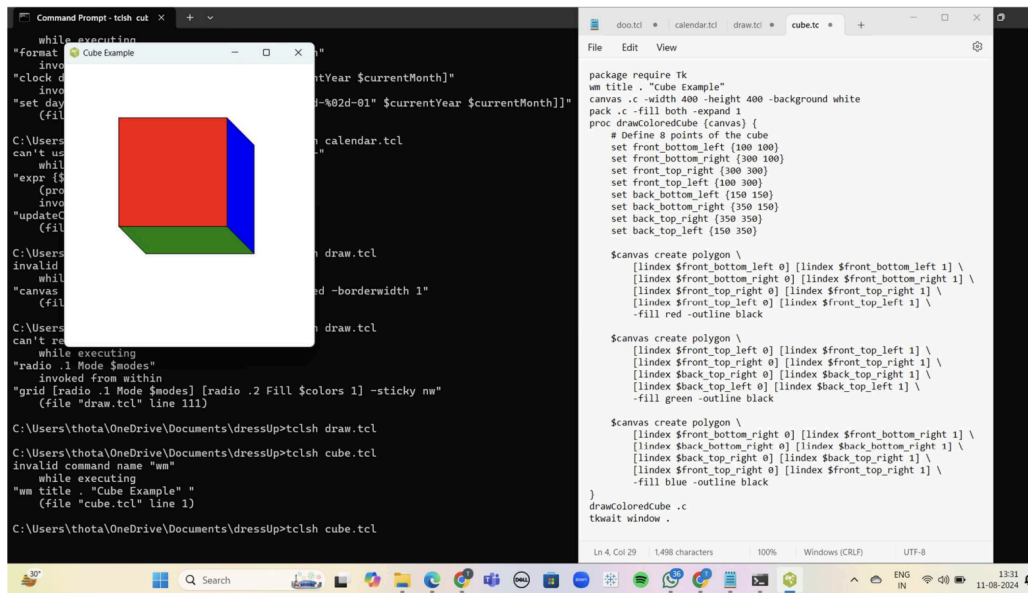 Command Prompt - tclsh cut
while executing
"format
invo
"clock d
ntYear $currentMonth]"
invo
"set day
d-%02d-01" $currentYear $currentMonth]]"
(fil
C:\Users
h calendar.tcl
can't us
whil
"expr {$
(pro
invo
"updateC
(fil
C:\Users
h draw.tcl
invalid
whil
"canvas
ed -borderwidth 1"
(fil
C:\Users
h draw.tcl
can't re
while executing
"radio .1 Mode $modes"
invoked from within
"grid [radio .1 Mode $modes] [radio .2 Fill $colors 1] -sticky nw"
(file "draw.tcl" line 111)
C:\Users\thota\OneDrive\Documents\dressUp>tclsh draw.tcl
C:\Users\thota\OneDrive\Documents\dressUp>tclsh cube.tcl
invalid command name "wm"
while executing
"wm title . "Cube Example" "
(file "cube.tcl" line 1)
C:\Users\thota\OneDrive\Documents\dressUp>tclsh cube.tcl
Cube Example
doo.tcl
calendar.tcl
draw.tcl
cube.tc
File Edit View
package require Tk
wm title . "Cube Example"
canvas .c -width 400 -height 400 -background white
pack .c -fill both -expand 1
proc drawColoredCube {canvas} {
# Define 8 points of the cube
set front_bottom_left {100 100}
set front_bottom_right {300 100}
set front_top_right {300 300}
set front_top_left {100 300}
set back_bottom_left {150 150}
set back_bottom_right {350 150}
set back_top_right {350 350}
set back_top_left {150 350}
$canvas create polygon \
[lindex $front_bottom_left 0] [lindex $front_bottom_left 1] \
[lindex $front_bottom_right 0] [lindex $front_bottom_right 1] \
[lindex $front_top_right 0] [lindex $front_top_right 1] \
[lindex $front_top_left 0] [lindex $front_top_left 1] \
-fill red -outline black
$canvas create polygon \
[lindex $front_top_left 0] [lindex $front_top_left 1] \
[lindex $front_top_right 0] [lindex $front_top_right 1] \
[lindex $back_top_right 0] [lindex $back_top_right 1] \
[lindex $back_top_left 0] [lindex $back_top_left 1] \
-fill green -outline black
$canvas create polygon \
[lindex $front_bottom_right 0] [lindex $front_bottom_right 1] \
[lindex $back_bottom_right 0] [lindex $back_bottom_right 1] \
[lindex $back_top_right 0] [lindex $back_top_right 1] \
[lindex $front_top_right 0] [lindex $front_top_right 1] \
-fill blue -outline black
}
drawColoredCube .c
tkwait window .
Ln 4, Col 29 1,498 characters 100% Windows (CRLF) UTF-8
30°
Search
DELL
36
ENG
IN
13:31
11-08-2024